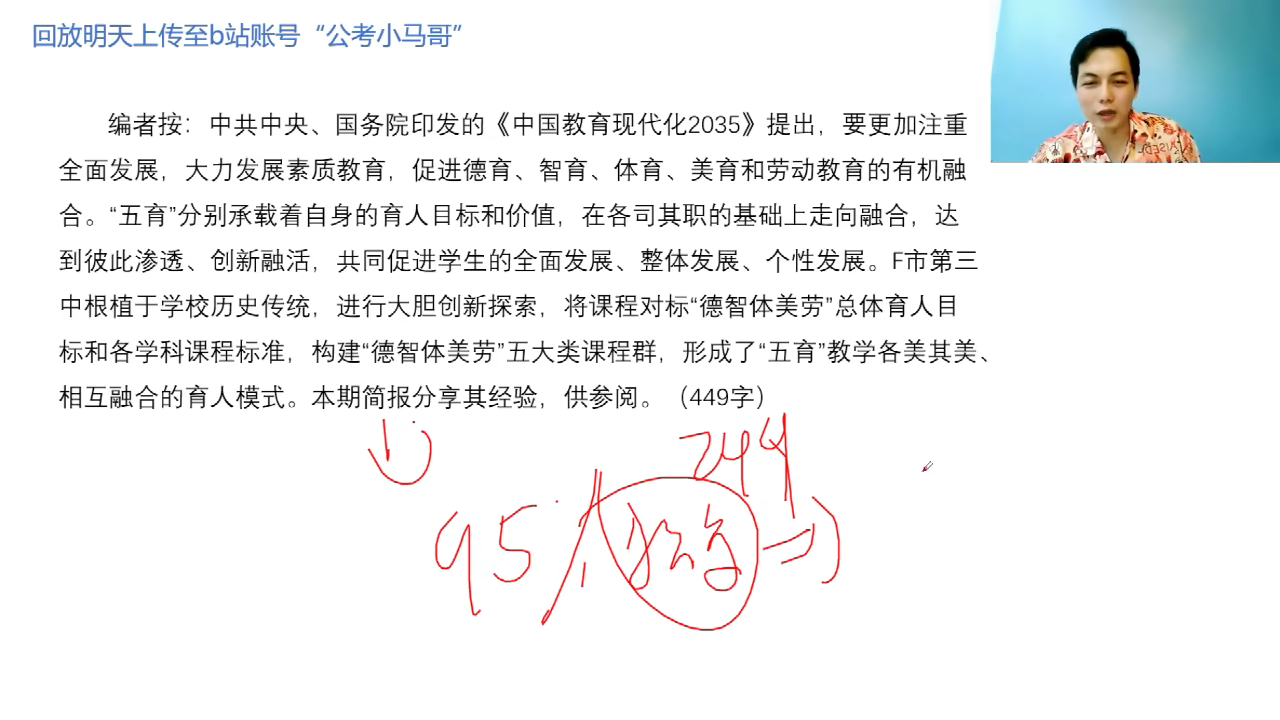 回放明天上传至b站账号“公考小马哥”
编者按：中共中央、国务院印发的《中国教育现代化2035》提出，要更加注重
全面发展，大力发展素质教育，促进德育、智育、体育、美育和劳动教育的有机融
合。“五育”分别承载着自身的育人目标和价值，在各司其职的基础上走向融合，达
到彼此渗透、创新融活，共同促进学生的全面发展、整体发展、个性发展。F市第三
中根植于学校历史传统，进行大胆创新探索，将课程对标“德智体美劳”总体育人目
标和各学科课程标准，构建“德智体美劳”五大类课程群，形成了“五育”教学各美其美、
相互融合的育人模式。本期简报分享其经验，供参阅。（449字）
244
95